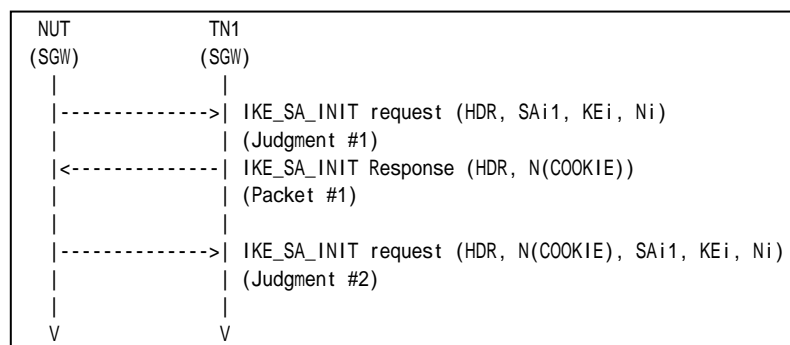 NUT TN1
(SGW) (SGW)
| |
|-------------->| IKE_SA_INIT request (HDR, SAi1, KEi, Ni)
| | (Judgment #1)
|<--------------| IKE_SA_INIT Response (HDR, N(COOKIE))
| | (Packet #1)
| |
|-------------->| IKE_SA_INIT request (HDR, N(COOKIE), SAi1, KEi, Ni)
| | (Judgment #2)
| |
V V